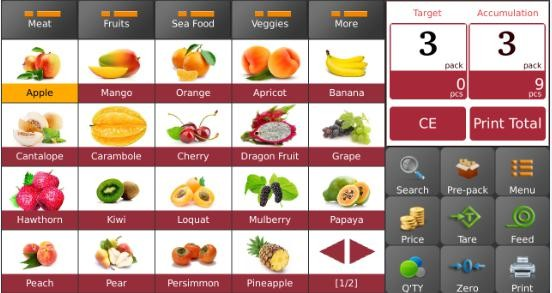 Meat Fruits Sea Food Veggies More
Target Accumulation
3 3
pack pack
0 9
pcs pcs
Apple Mango Orange Apricot Banana
CE Print Total
Cantalope Carambole Cherry Dragon Fruit Grape
Search Pre-pack Menu
Hawthorn Kiwi Loquat Mulberry Papaya
Price Tare Feed
Peach Pear Persimmon Pineapple [1/2]
Q'TY Zero Print